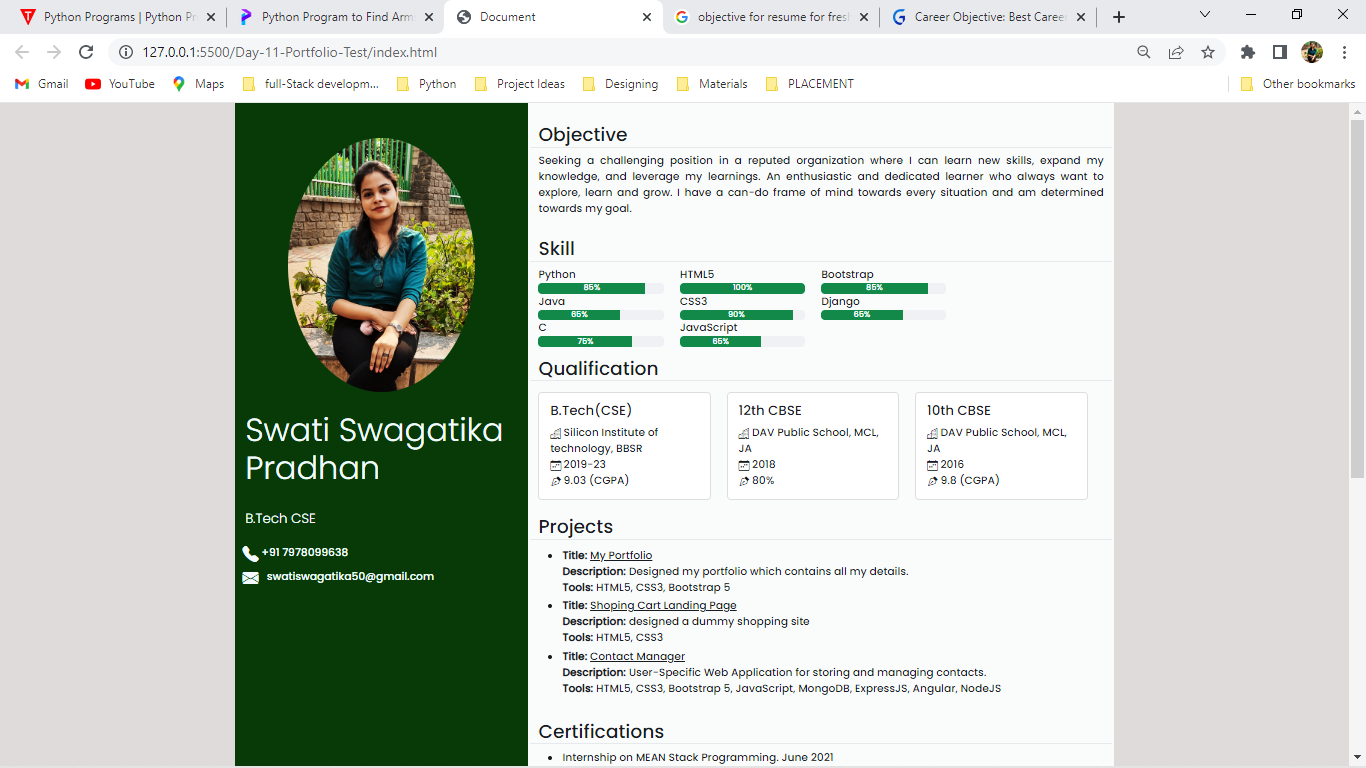 Python Programs | Python Pr
Python Program to Find Arm
Document
objective for resume for fresh
Career Objective: Best Career
127.0.0.1:5500/Day-11-Portfolio-Test/index.html
Gmail
YouTube
Maps
full-Stack developm...
Python
Project Ideas
Designing
Materials
PLACEMENT
Other bookmarks
Swati Swagatika
Pradhan
B.Tech CSE
+91 7978099638
swatiswagatika50@gmail.com
Objective
Seeking a challenging position in a reputed organization where I can learn new skills, expand my
knowledge, and leverage my learnings. An enthusiastic and dedicated learner who always want to
explore, learn and grow. I have a can-do frame of mind towards every situation and am determined
towards my goal.
Skill
Python HTML5 Bootstrap
85% 100% 85%
Java CSS3 Django
65% 90% 65%
C JavaScript
75% 65%
Qualification
B.Tech(CSE)
Silicon Institute of
technology, BBSR
2019-23
9.03 (CGPA)
12th CBSE
DAV Public School, MCL,
JA
2018
80%
10th CBSE
DAV Public School, MCL,
JA
2016
9.8 (CGPA)
Projects
• Title: My Portfolio
Description: Designed my portfolio which contains all my details.
Tools: HTML5, CSS3, Bootstrap 5
• Title: Shoping Cart Landing Page
Description: designed a dummy shopping site
Tools: HTML5, CSS3
• Title: Contact Manager
Description: User-Specific Web Application for storing and managing contacts.
Tools: HTML5, CSS3, Bootstrap 5, JavaScript, MongoDB, ExpressJS, Angular, NodeJS
Certifications
• Internship on MEAN Stack Programming. June 2021